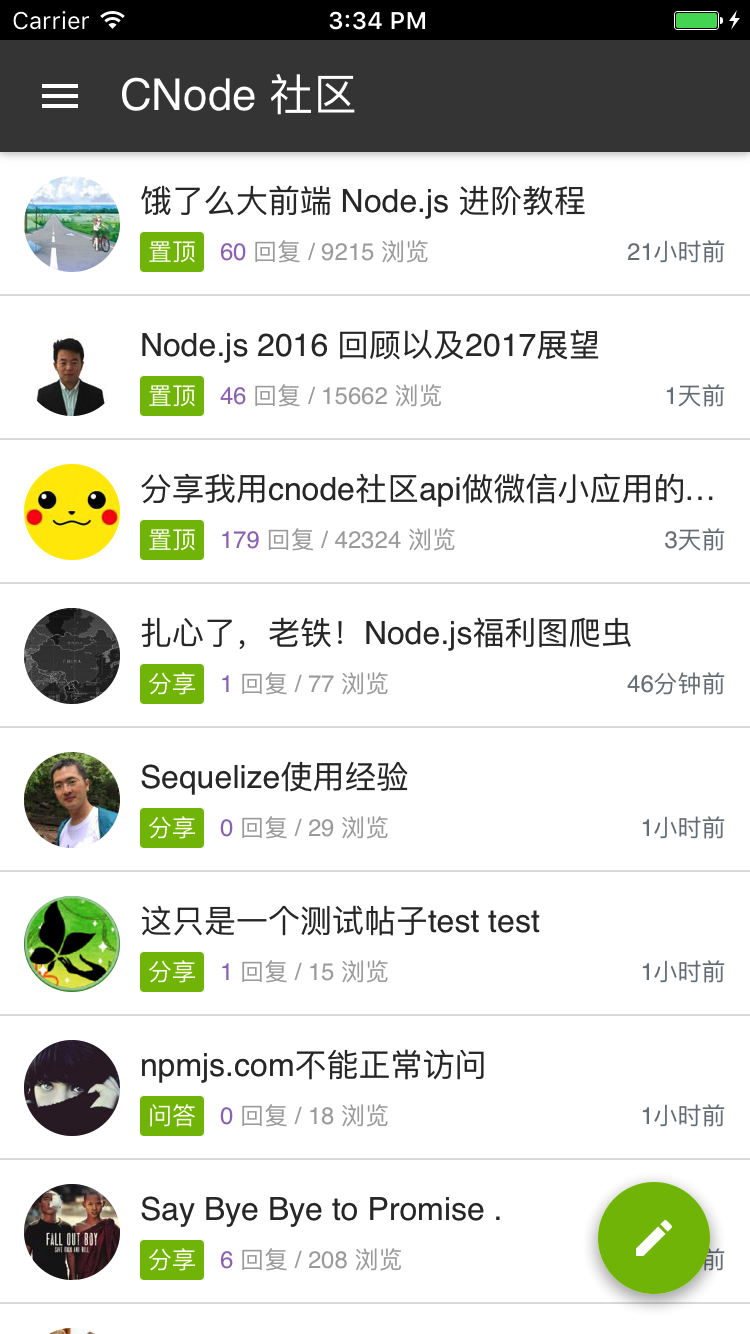 Carrier 3:34 PM
CNode 社区
饿了么大前端 Node.js 进阶教程
置顶 60 回复 / 9215 浏览 21小时前
Node.js 2016 回顾以及2017展望
置顶 46 回复 / 15662 浏览 1天前
分享我用cnode社区api做微信小应用的...
置顶 179 回复 / 42324 浏览 3天前
扎心了，老铁！Node.js福利图爬虫
分享 1 回复 / 77 浏览 46分钟前
Sequelize使用经验
分享 0 回复 / 29 浏览 1小时前
这只是一个测试帖子test test
分享 1 回复 / 15 浏览 1小时前
npmjs.com不能正常访问
问答 0 回复 / 18 浏览 1小时前
Say Bye Bye to Promise .
FALL OUT BOY
分享 6 回复 / 208 浏览 前